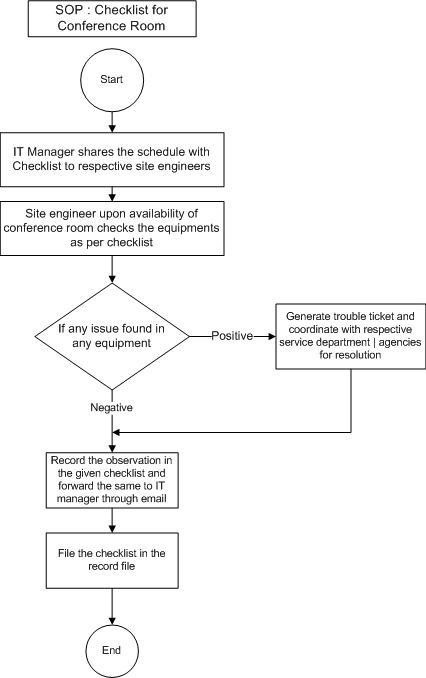 SOP : Checklist for
Conference Room
Start
IT Manager shares the schedule with
Checklist to respective site engineers
Site engineer upon availability of
conference room checks the equipments
as per checklist
If any issue found in
any equipment
Positive
Generate trouble ticket and
coordinate with respective
service department | agencies
for resolution
Negative
Record the observation in
the given checklist and
forward the same to IT
manager through email
File the checklist in the
record file
End